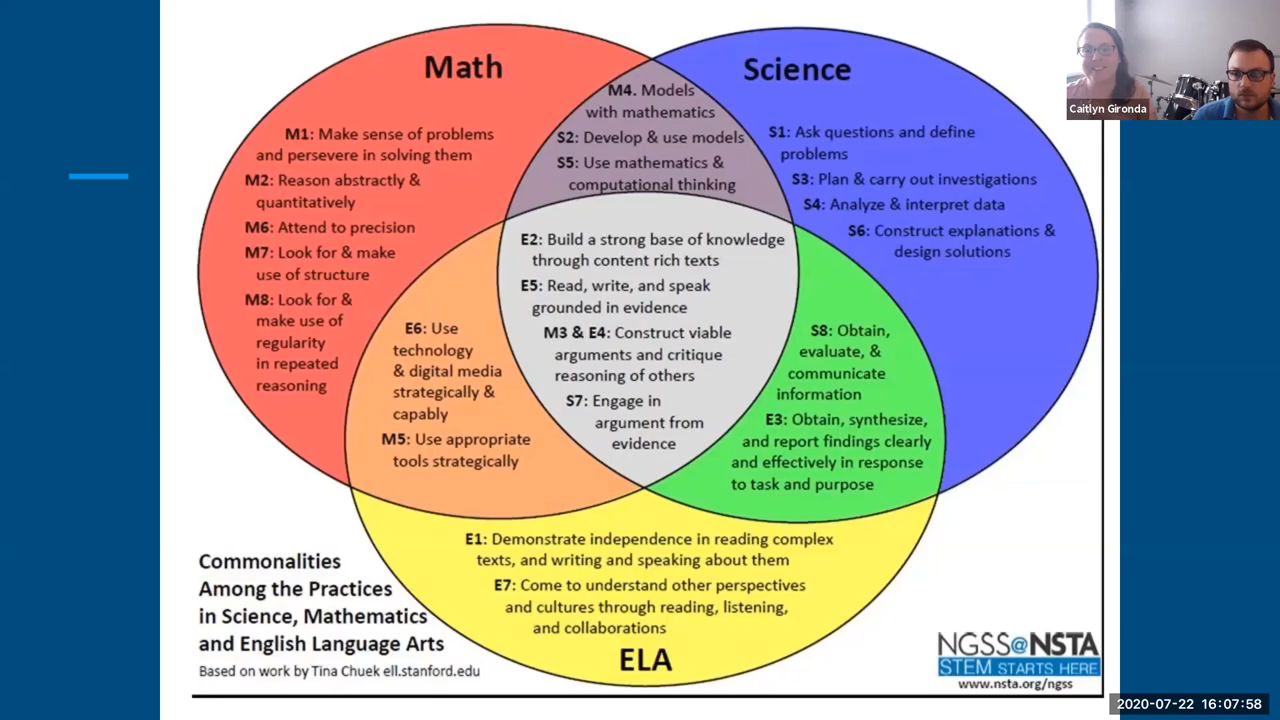 Math
Science
M4. Models
with mathematics
S2: Develop & use models
S5: Use mathematics &
computational thinking
M1: Make sense of problems
and persevere in solving them
M2: Reason abstractly &
quantitatively
M6: Attend to precision
M7: Look for & make
use of structure
M8: Look for &
make use of
regularity
in repeated
reasoning
S1: Ask questions and define
problems
S3: Plan & carry out investigations
S4: Analyze & interpret data
S6: Construct explanations &
design solutions
E2: Build a strong base of knowledge
through content rich texts
E5: Read, write, and speak
grounded in evidence
M3 & E4: Construct viable
arguments and critique
reasoning of others
S7: Engage in
argument from
evidence
E6: Use
technology
& digital media
strategically &
capably
M5: Use appropriate
tools strategically
S8: Obtain,
evaluate, &
communicate
information
E3: Obtain, synthesize,
and report findings clearly
and effectively in response
to task and purpose
E1: Demonstrate independence in reading complex
texts, and writing and speaking about them
E7: Come to understand other perspectives
and cultures through reading, listening,
and collaborations
ELA
Commonalities
Among the Practices
in Science, Mathematics
and English Language Arts
Based on work by Tina Chuek ell.stanford.edu
NGSS@NSTA
STEM STARTS HERE
www.nsta.org/ngss
Caitlyn Gironda
2020-07-22 16:07:58